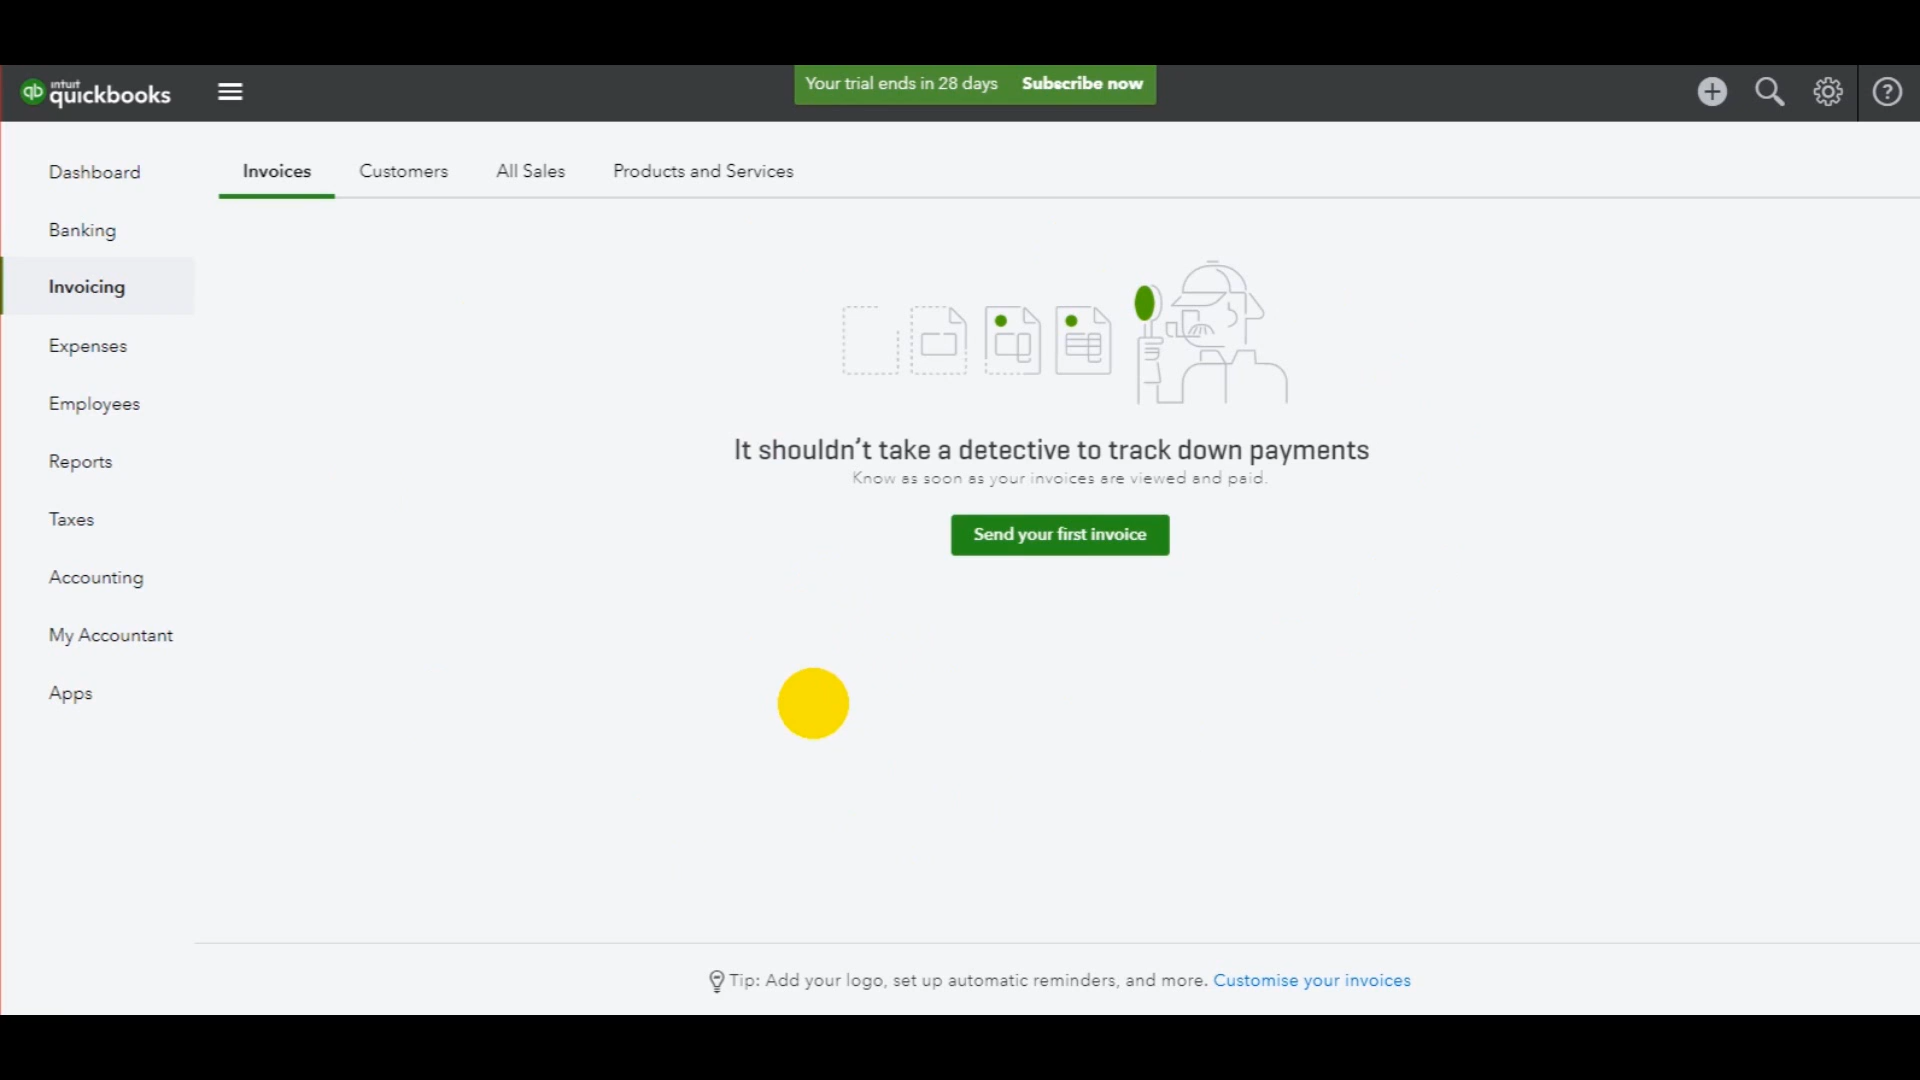 qb intuit quickbooks
Your trial ends in 28 days Subscribe now
?
Dashboard
Banking
Invoicing
Expenses
Employees
Reports
Taxes
Accounting
My Accountant
Apps
Invoices Customers All Sales Products and Services
It shouldn't take a detective to track down payments
Know as soon as your invoices are viewed and paid.
Send your first invoice
Tip: Add your logo, set up automatic reminders, and more. Customise your invoices